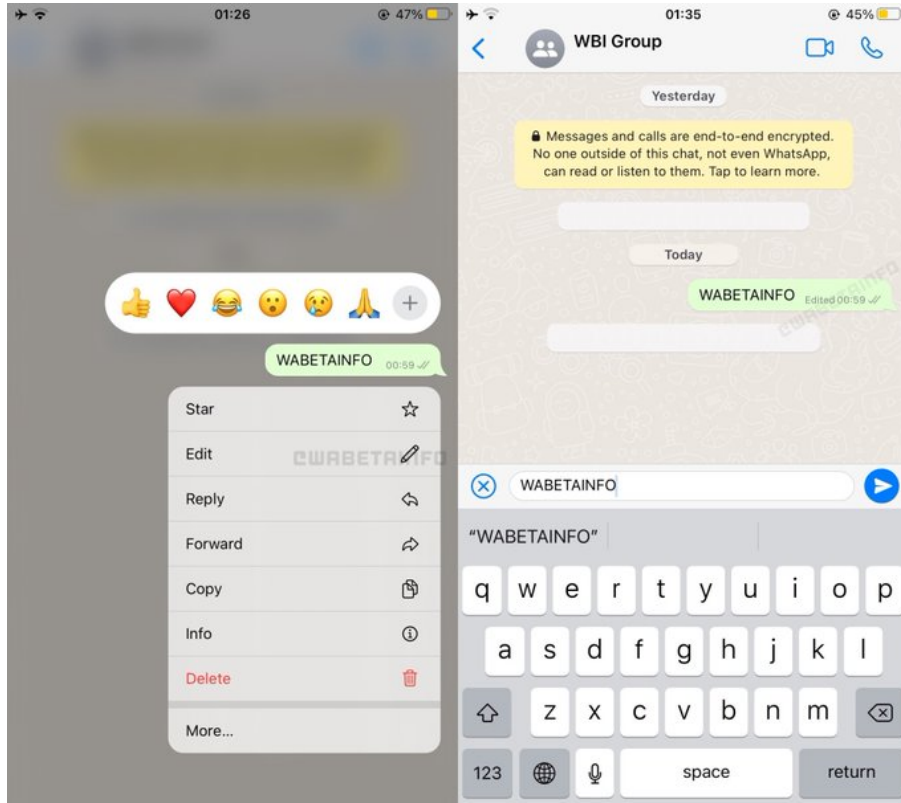 01:26
47%
WABETAINFO 00:59
Star
Edit
@WABETAINFO
Reply
Forward
Copy
Info
Delete
More...
01:35
45%
WBI Group
Yesterday
Messages and calls are end-to-end encrypted.
No one outside of this chat, not even WhatsApp,
can read or listen to them. Tap to learn more.
Today
WABETAINFO Edited 00:59
@WABETAINFO
WABETAINFO
“WABETAINFO”
q w e r t y u i o p
a s d f g h j k l
z x c v b n m
123 space return